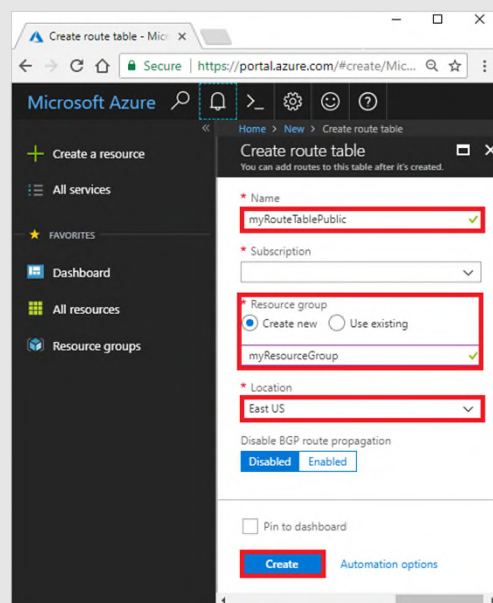 Create route table - Mic
Secure | https://portal.azure.com/#create/Mic...
Microsoft Azure
Home > New > Create route table
Create a resource
All services
FAVORITES
Dashboard
All resources
Resource groups
Create route table
You can add routes to this table after it's created.
* Name
myRouteTablePublic
* Subscription
* Resource group
Create new Use existing
myResourceGroup
* Location
East US
Disable BGP route propagation
Disabled Enabled
Pin to dashboard
Create Automation options